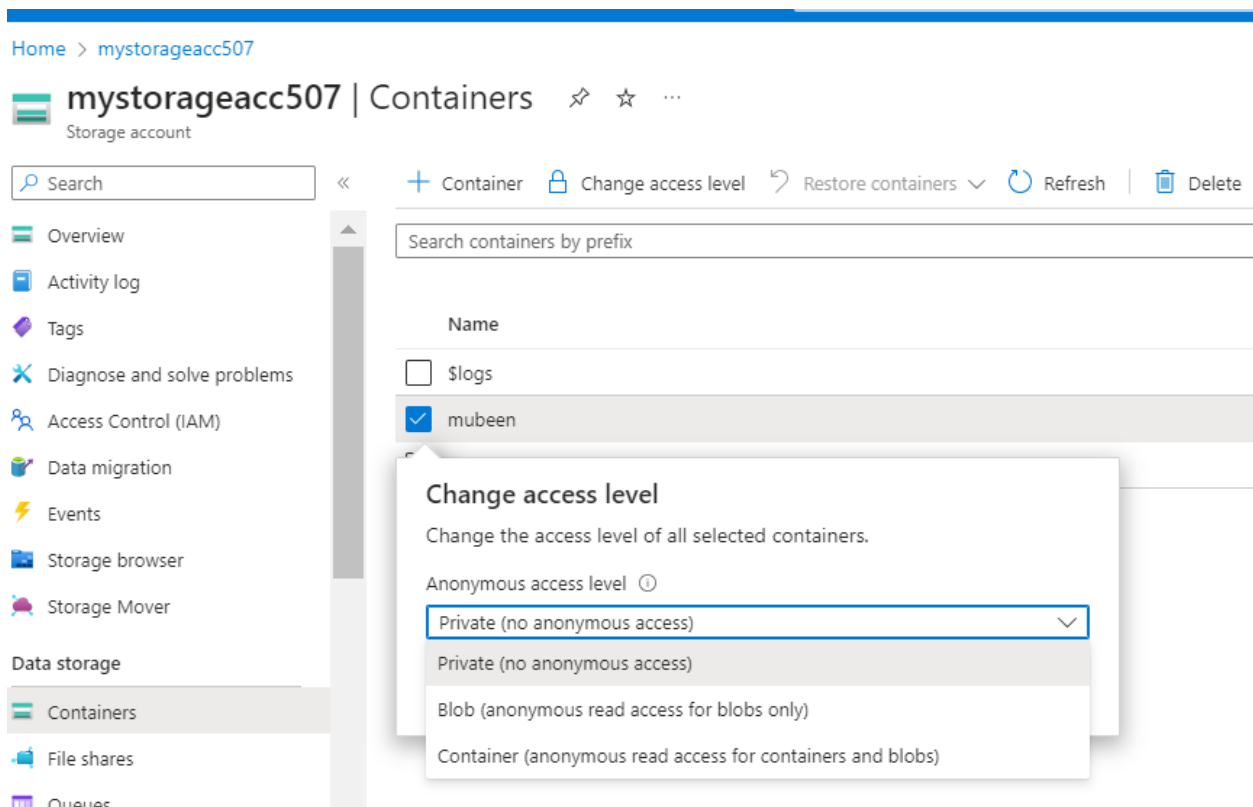 Home > mystorageacc507
mystorageacc507 | Containers
Storage account
Search
Container
Change access level
Restore containers
Refresh
Delete
Overview
Activity log
Tags
Diagnose and solve problems
Access Control (IAM)
Data migration
Events
Storage browser
Storage Mover
Data storage
Containers
File shares
Queues
Search containers by prefix
Name
$logs
mubeen
Change access level
Change the access level of all selected containers.
Anonymous access level
Private (no anonymous access)
Private (no anonymous access)
Blob (anonymous read access for blobs only)
Container (anonymous read access for containers and blobs)